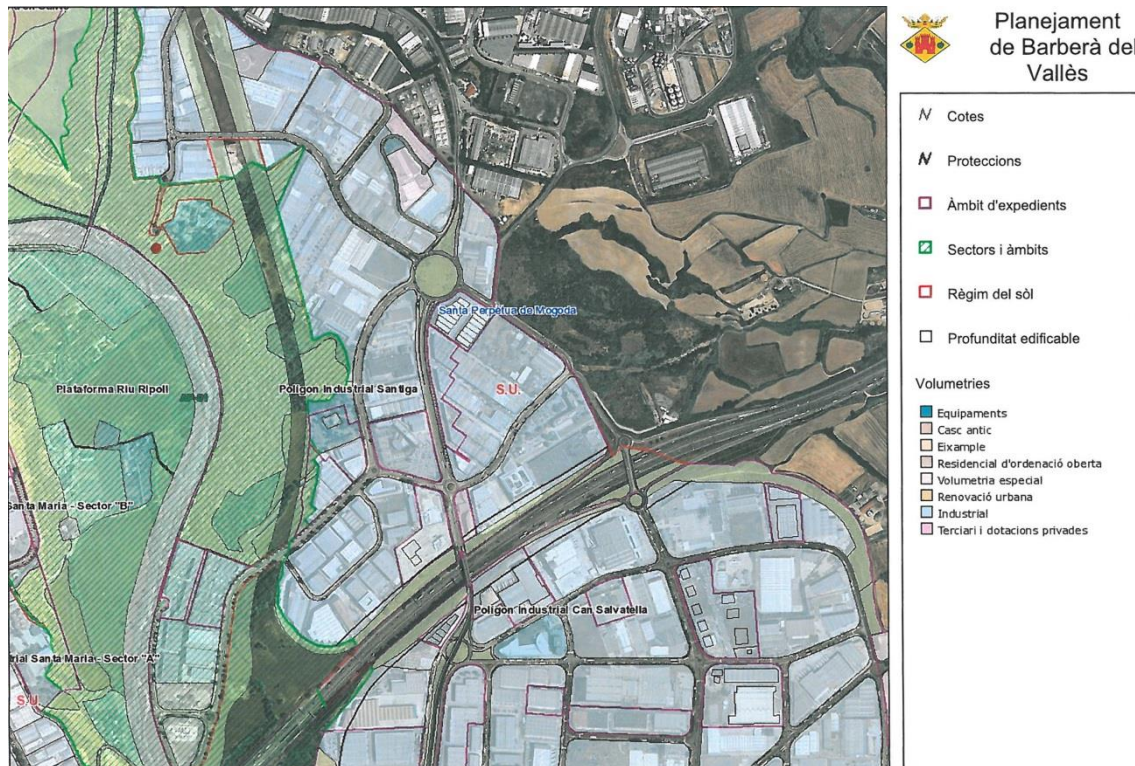 Planejament
de Barberà del
Vallès
Cotes
Proteccions
Àmbit d'expedients
Sectors i àmbits
Règim del sòl
Profunditat edificable
Volumetries
Equipaments
Casc antic
Eixample
Residencial d'ordenació oberta
Volumetria especial
Renovació urbana
Industrial
Terciari i dotacions privades
Santa Perpètua de Mogoda
Plataforma Riu Ripoll
Polígon Industrial Santiga
S.U.
Santa Maria - Sector "B"
Polígon Industrial Can Salvatella
trial Santa Maria - Sector "A"
S.U.